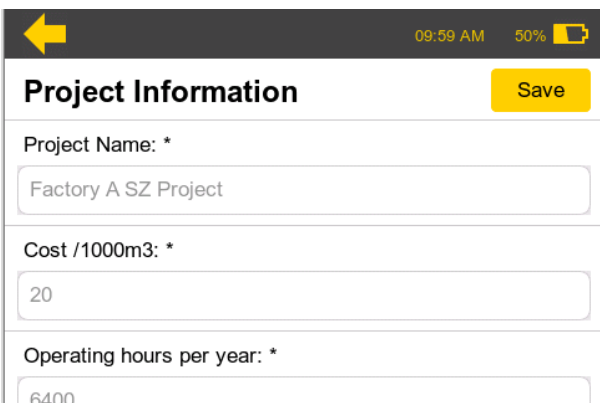 09:59 AM 50%
Project Information Save
Project Name: *
Factory A SZ Project
Cost /1000m3: *
20
Operating hours per year: *
6400